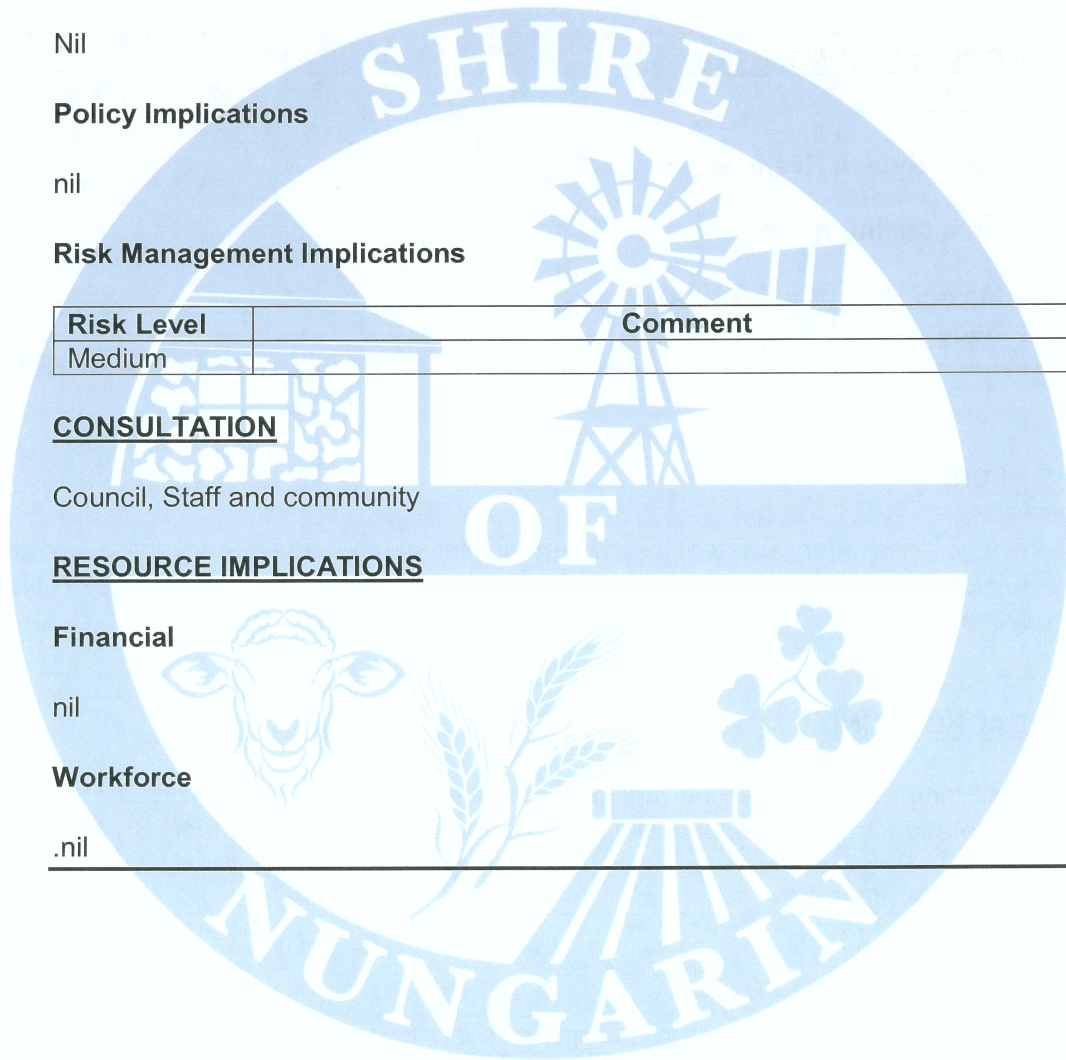 Nil
Policy Implications
nil
Risk Management Implications
Risk Level Comment
Medium
CONSULTATION
Council, Staff and community
RESOURCE IMPLICATIONS
Financial
nil
Workforce
.nil
SHIRE
OF
NUNGARIN